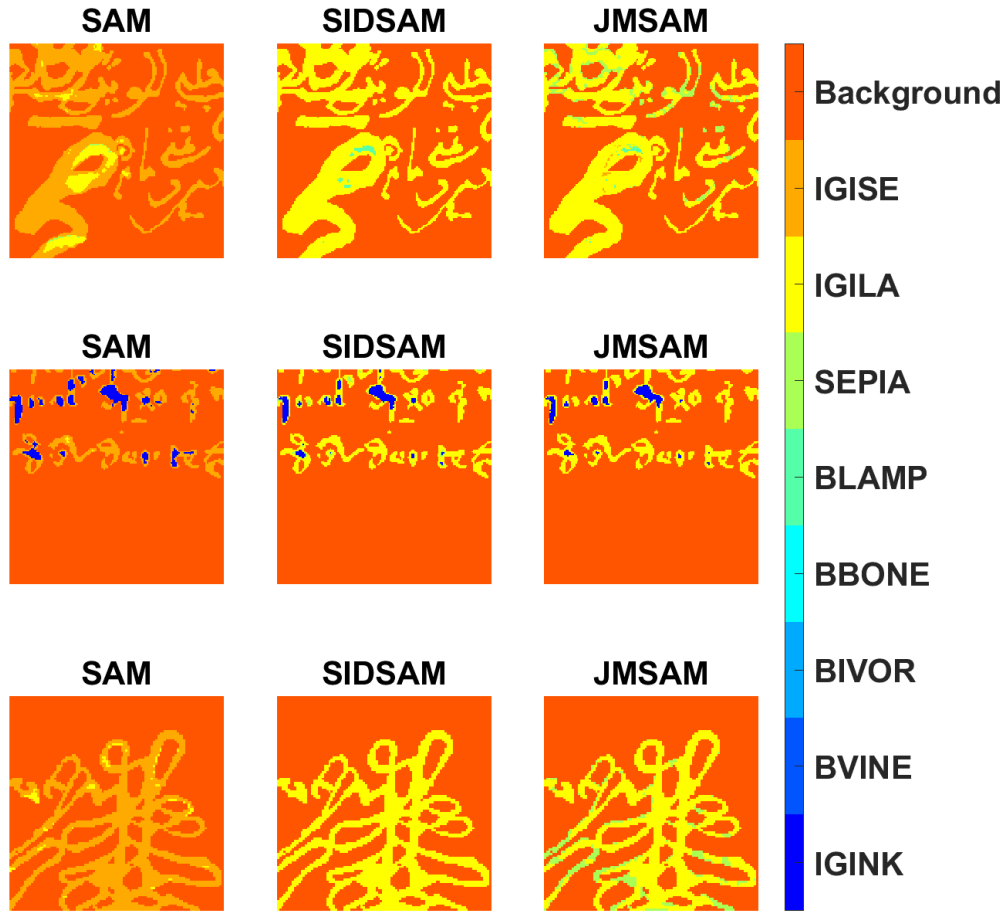 SAM SIDSAM JMSAM
Background
IGISE
IGILA
SEPIA
BLAMP
BBONE
BIVOR
BVINE
IGINK
SAM SIDSAM JMSAM
SAM SIDSAM JMSAM